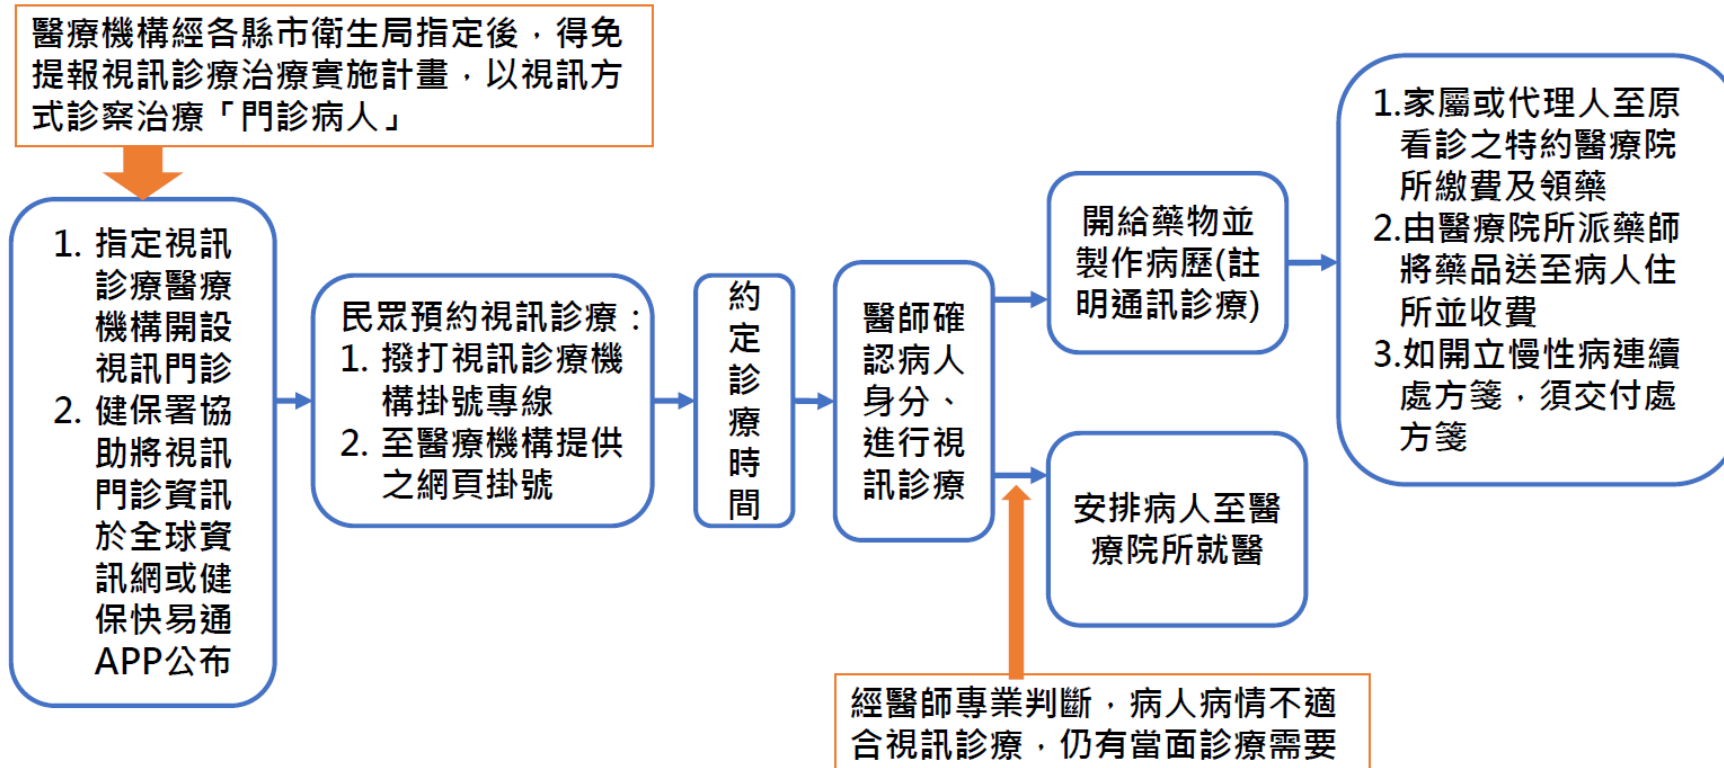 醫療機構經各縣市衛生局指定後，得免
提報視訊診療治療實施計畫，以視訊方
式診察治療「門診病人」
1. 指定視訊
診療醫療
機構開設
視訊門診
2. 健保署協
助將視訊
門診資訊
於全球資
訊網或健
保快易通
APP公布
民眾預約視訊診療：
1. 撥打視訊診療機
構掛號專線
2. 至醫療機構提供
之網頁掛號
約
定
診
療
時
間
醫師確
認病人
身分、
進行視
訊診療
開給藥物並
製作病歷(註
明通訊診療)
1.家屬或代理人至原
看診之特約醫療院
所繳費及領藥
2.由醫療院所派藥師
將藥品送至病人住
所並收費
3.如開立慢性病連續
處方箋，須交付處
方箋
安排病人至醫
療院所就醫
經醫師專業判斷，病人病情不適
合視訊診療，仍有當面診療需要